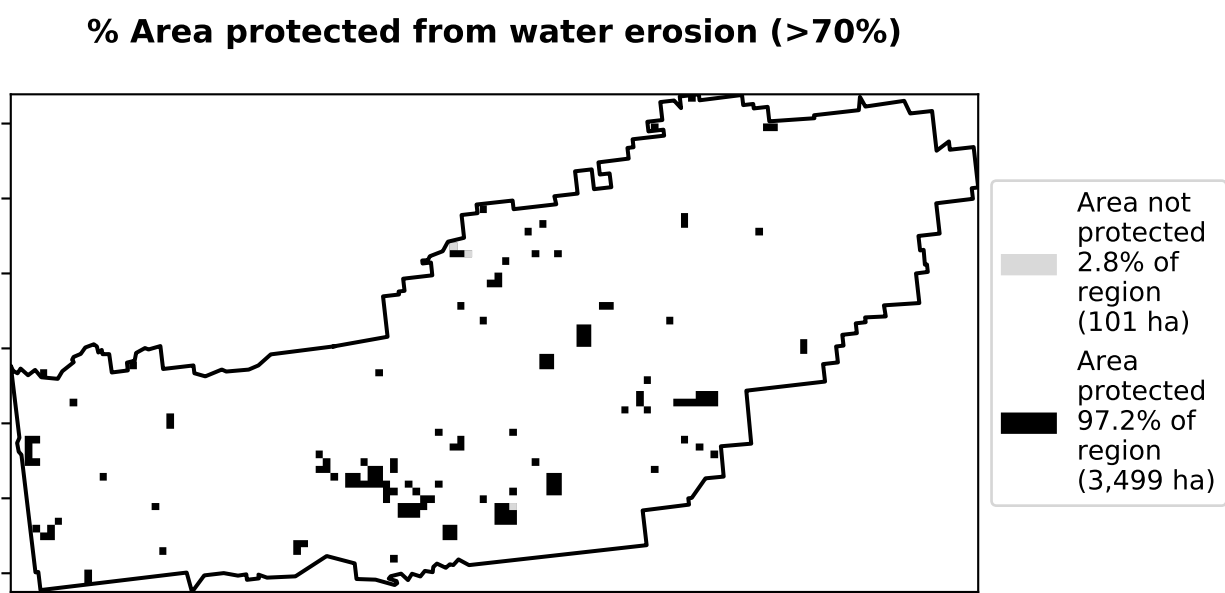 % Area protected from water erosion (>70%)
Area not
protected
2.8% of
region
(101 ha)
Area
protected
97.2% of
region
(3,499 ha)